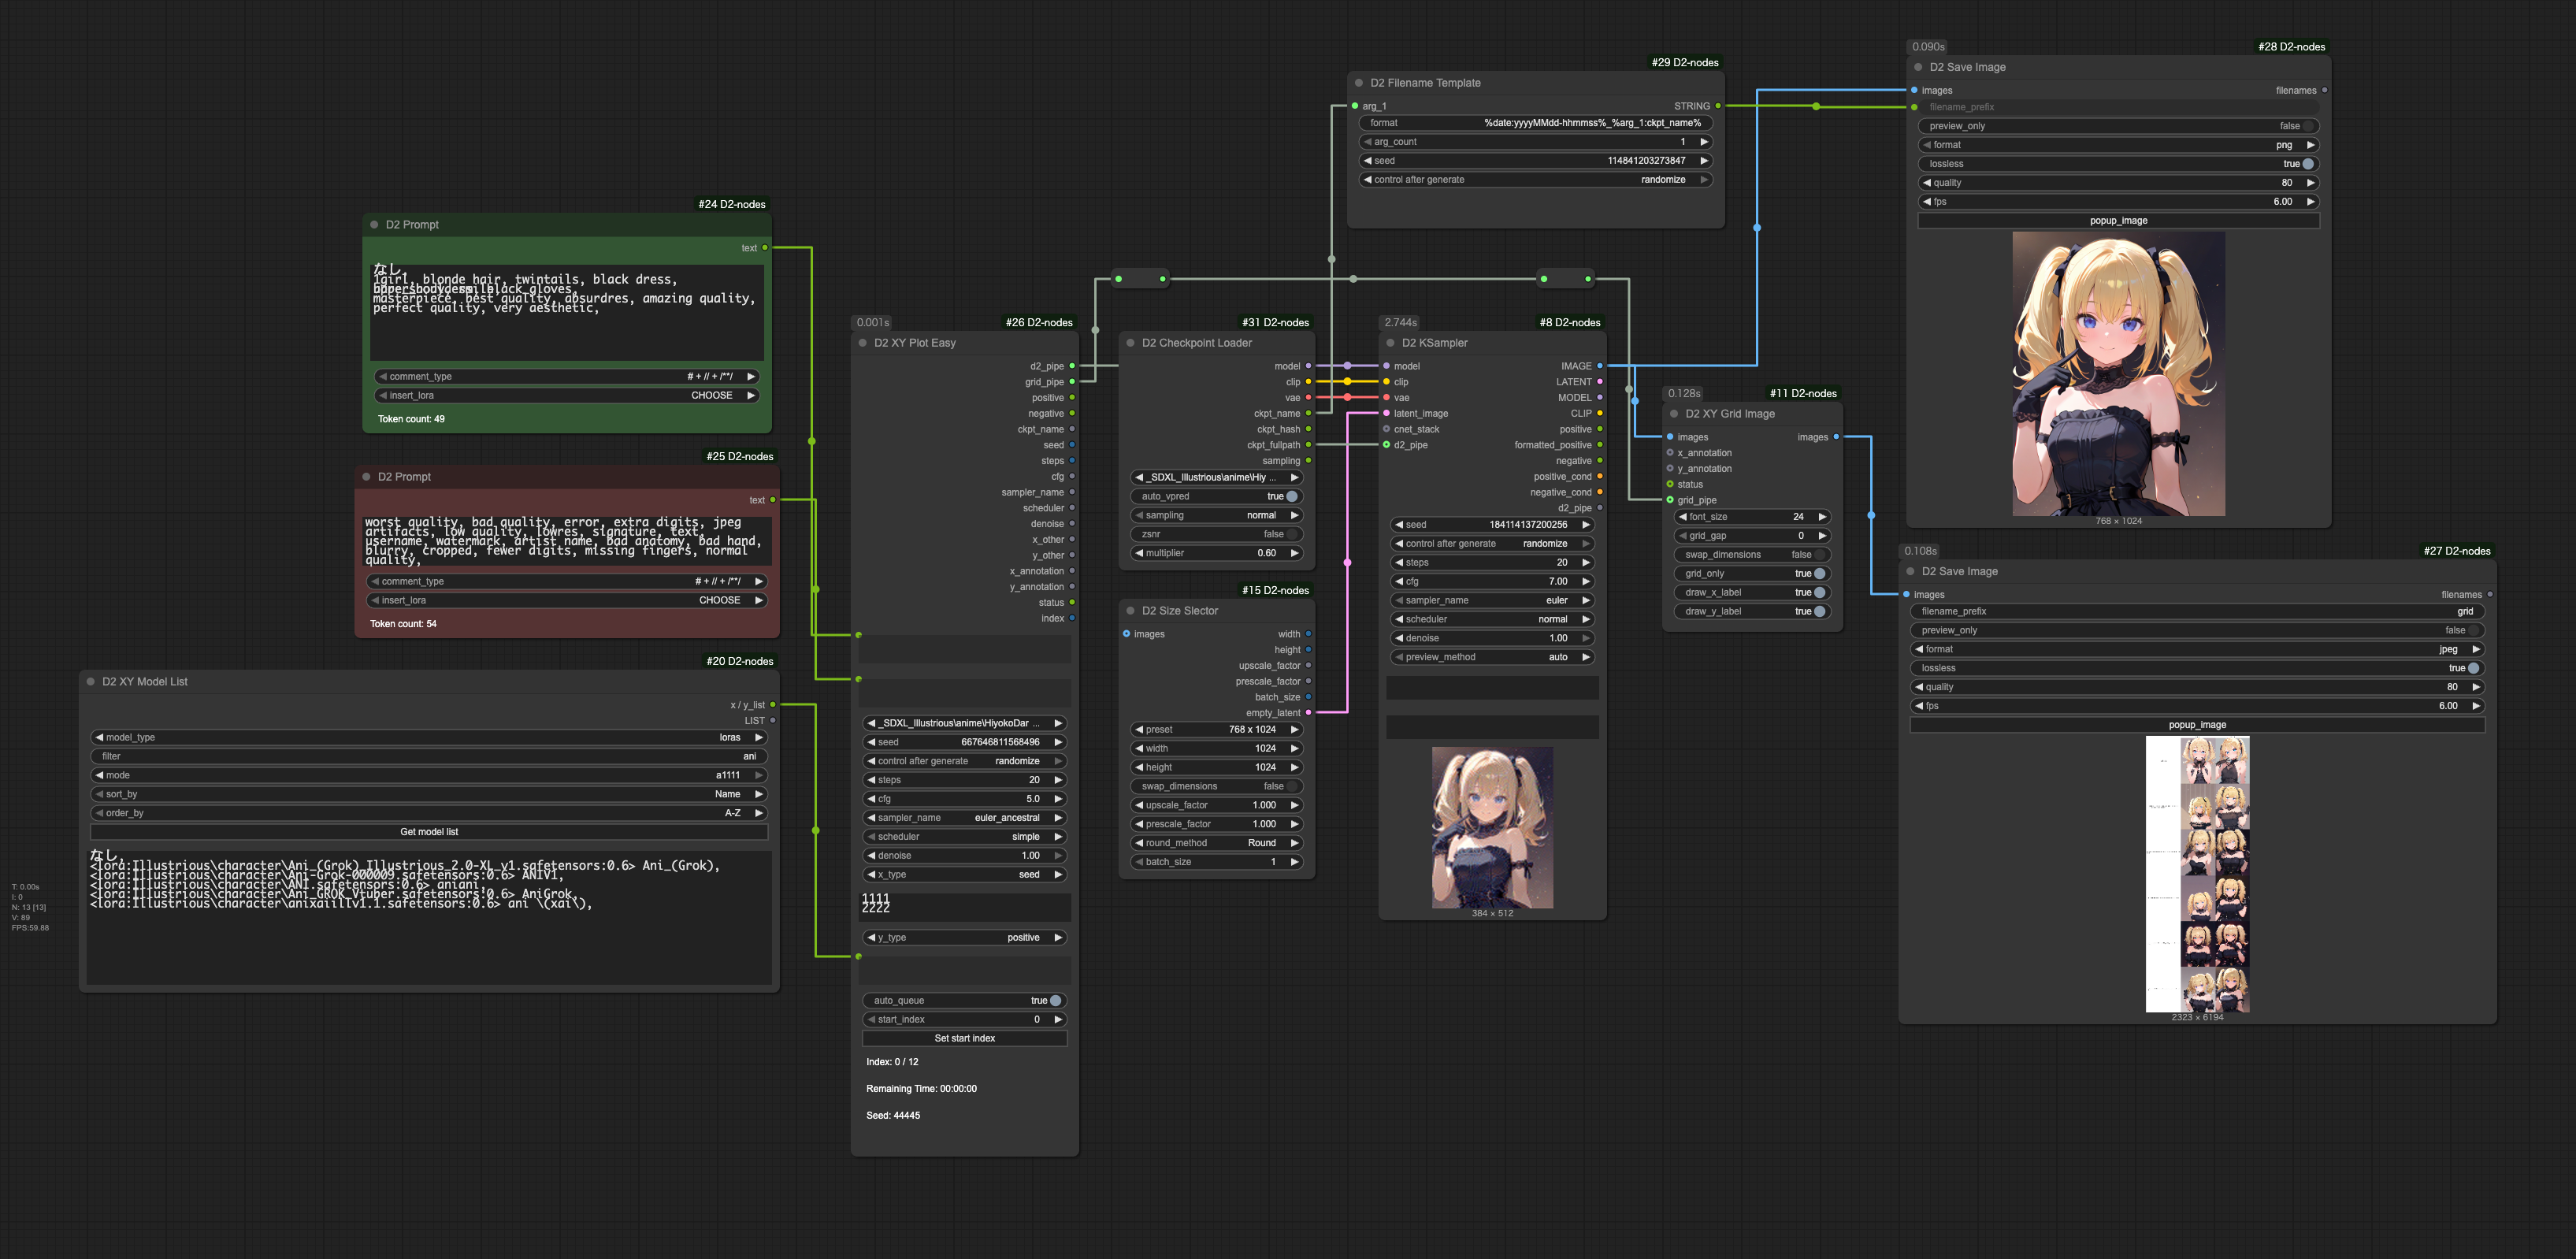 #24 D2-nodes
D2 Prompt
text
なし,
1girl, blonde hair, twintails, black dress,
masterpiece, best quality, absurdres, amazing quality,
perfect quality, very aesthetic,
comment_type # + // + /**/
insert_lora CHOOSE
Token count: 49
#25 D2-nodes
D2 Prompt
text
worst quality, bad quality, error, extra digits, jpeg
artifacts, low quality, lowres, signature, text,
username, watermark, artist name, bad anatomy, bad hand,
blurry, cropped, fewer digits, missing fingers, normal
quality,
comment_type # + // + /**/
insert_lora CHOOSE
Token count: 54
#20 D2-nodes
D2 XY Model List
x / y_list
LIST
model_type loras
filter ani
mode a1111
sort_by Name
order_by A-Z
Get model list
なし,
<lora:Illustrious\character\Ani_(Grok)_Illustrious_2.0-XL_v1.safetensors:0.6> Ani_(Grok),
<lora:Illustrious\character\Ani-Grok-000009.safetensors:0.6> ANIV1,
<lora:Illustrious\character\ANI.safetensors:0.6> aniani,
<lora:Illustrious\character\Ani_GROK_Vtuper.safetensors:0.6> AniGrok,
<lora:Illustrious\character\anixaiillv1.1.safetensors:0.6> ani \(xai\),
T: 0.00s
I: 0
N: 13 [13]
V: 89
FPS:59.88
0.001s
#26 D2-nodes
D2 XY Plot Easy
d2_pipe
grid_pipe
positive
negative
ckpt_name
seed
steps
cfg
sampler_name
scheduler
denoise
x_other
y_other
x_annotation
y_annotation
status
index
_SDXL_Illustrious\anime\HiyokoDar ...
seed 667646811568496
control after generate randomize
steps 20
cfg 5.0
sampler_name euler_ancestral
scheduler simple
denoise 1.00
x_type seed
1111
2222
y_type positive
auto_queue true
start_index 0
Set start index
Index: 0 / 12
Remaining Time: 00:00:00
Seed: 44445
#31 D2-nodes
D2 Checkpoint Loader
model
clip
vae
ckpt_name
ckpt_hash
ckpt_fullpath
sampling
_SDXL_Illustrious\anime\Hiy ...
auto_vpred true
sampling normal
zsnr false
multiplier 0.60
#15 D2-nodes
D2 Size Slector
images width
height
upscale_factor
prescale_factor
batch_size
empty_latent
preset 768 x 1024
width 1024
height 1024
swap_dimensions false
upscale_factor 1.000
prescale_factor 1.000
round_method Round
batch_size 1
#29 D2-nodes
D2 Filename Template
arg_1 STRING
format %date:yyyyMMdd-hhmmss%_%arg_1:ckpt_name%
arg_count 1
seed 114841203273847
control after generate randomize
2.744s
#8 D2-nodes
D2 KSampler
model IMAGE
clip LATENT
vae MODEL
latent_image CLIP
cnet_stack positive
d2_pipe formatted_positive
negative
positive_cond
negative_cond
d2_pipe
seed 184114137200256
control after generate randomize
steps 20
cfg 7.00
sampler_name euler
scheduler normal
denoise 1.00
preview_method auto
384 × 512
0.128s
#11 D2-nodes
D2 XY Grid Image
images images
x_annotation
y_annotation
status
grid_pipe
font_size 24
grid_gap 0
swap_dimensions false
grid_only true
draw_x_label true
draw_y_label true
0.090s
#28 D2-nodes
D2 Save Image
images filenames
filename_prefix
preview_only false
format png
lossless true
quality 80
fps 6.00
popup_image
768 × 1024
0.108s
#27 D2-nodes
D2 Save Image
images filenames
filename_prefix grid
preview_only false
format jpeg
lossless true
quality 80
fps 6.00
popup_image
2323 × 6194